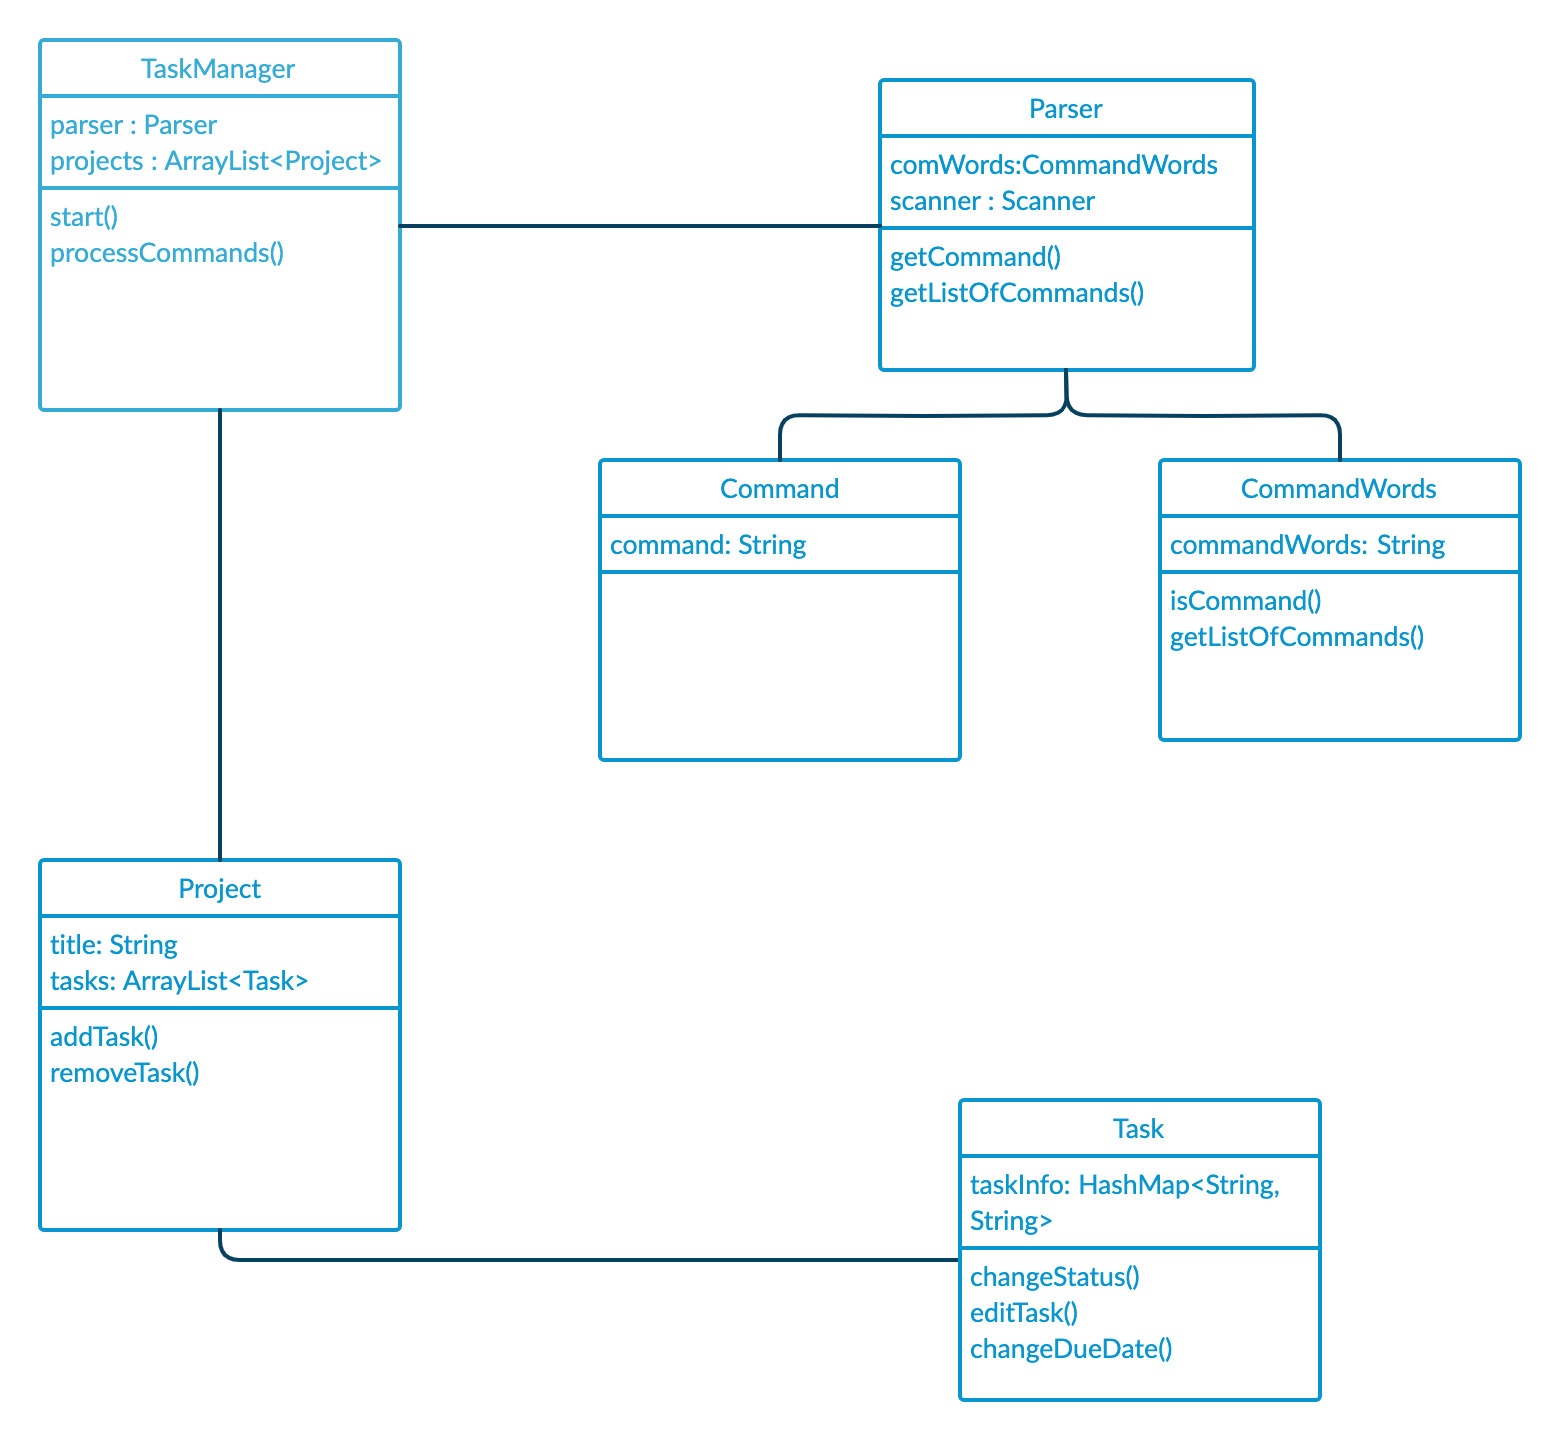 TaskManager
parser : Parser
projects : ArrayList<Project>
start()
processCommands()
Parser
comWords:CommandWords
scanner : Scanner
getCommand()
getListOfCommands()
Command
command: String
CommandWords
commandWords: String
isCommand()
getListOfCommands()
Project
title: String
tasks: ArrayList<Task>
addTask()
removeTask()
Task
taskInfo: HashMap<String,
String>
changeStatus()
editTask()
changeDueDate()